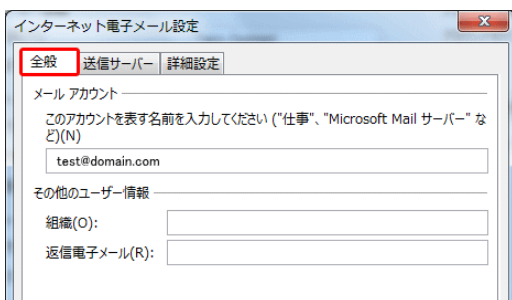 インターネット電子メール設定
全般 送信サーバー 詳細設定
メール アカウント
このアカウントを表す名前を入力してください ("仕事"、"Microsoft Mail サーバー" な
ど)(N)
test@domain.com
その他のユーザー情報
組織(O):
返信電子メール(R):